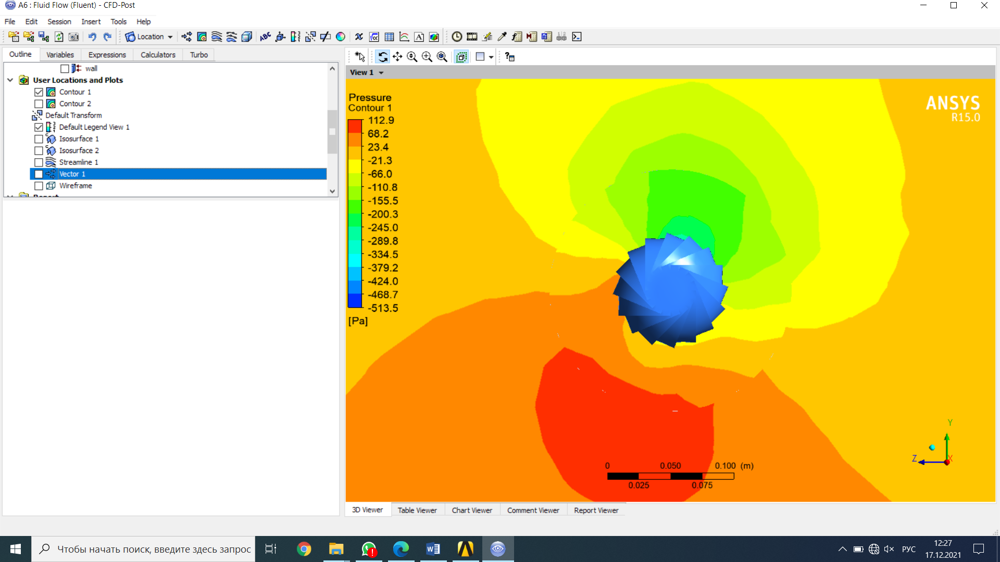 A6 : Fluid Flow (Fluent) - CFD-Post
File Edit Session Insert Tools Help
Location
Outline Variables Expressions Calculators Turbo
wall
User Locations and Plots
Contour 1
Contour 2
Default Transform
Default Legend View 1
Isosurface 1
Isosurface 2
Streamline 1
Vector 1
Wireframe
Report
View 1
Pressure
Contour 1
112.9
68.2
23.4
-21.3
-66.0
-110.8
-155.5
-200.3
-245.0
-289.8
-334.5
-379.2
-424.0
-468.7
-513.5
[Pa]
ANSYS
R15.0
Y
Z X
0 0.050 0.100 (m)
0.025 0.075
3D Viewer Table Viewer Chart Viewer Comment Viewer Report Viewer
Чтобы начать поиск, введите здесь запрос
РУС
12:27
17.12.2021